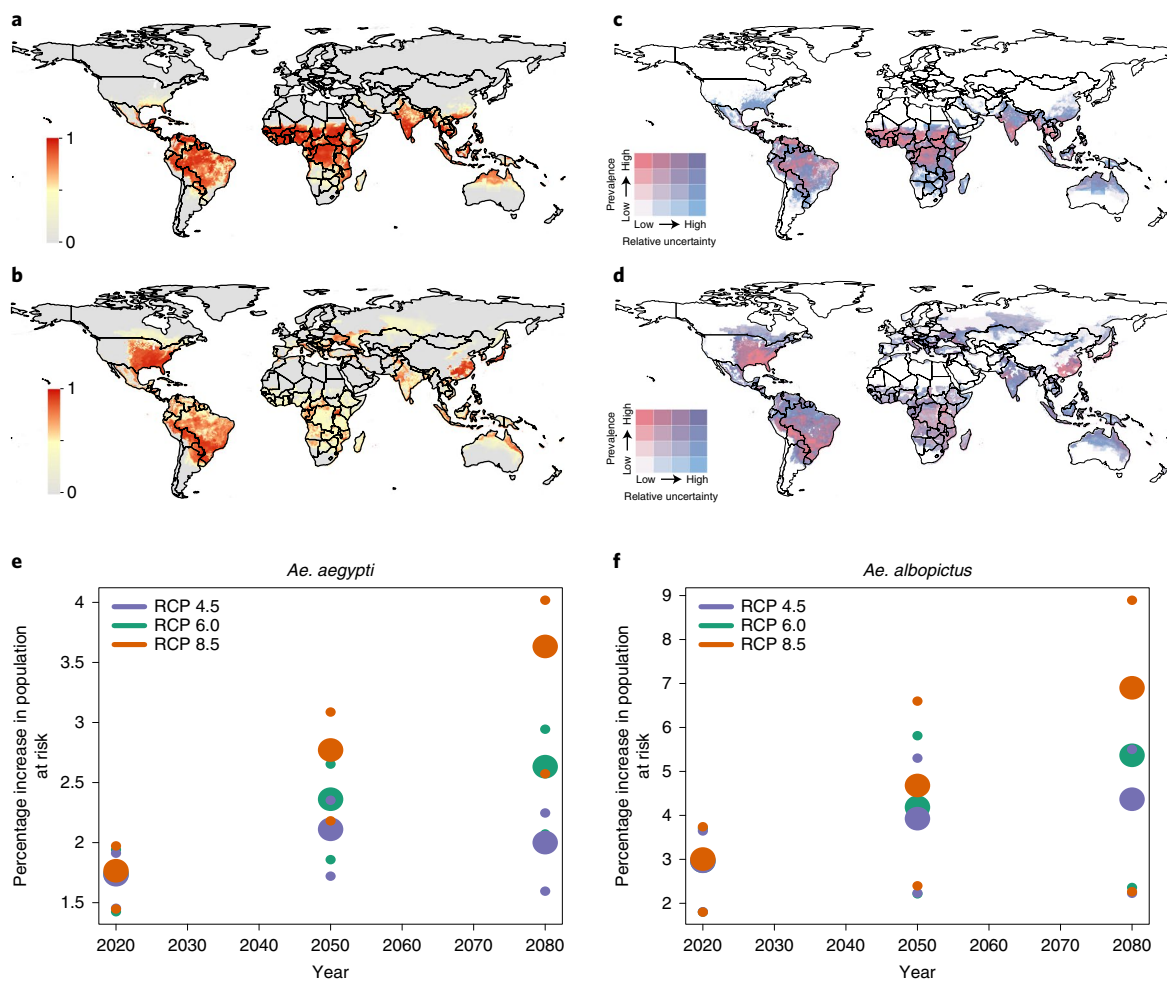 a
1
0
c
Prevalence
Low
High
Low
High
Relative uncertainty
b
1
0
d
Prevalence
Low
High
Low
High
Relative uncertainty
e
Ae. aegypti
RCP 4.5
RCP 6.0
RCP 8.5
Percentage increase in population
at risk
4
3.5
3
2.5
2
1.5
2020 2030 2040 2050 2060 2070 2080
Year
f
Ae. albopictus
RCP 4.5
RCP 6.0
RCP 8.5
Percentage increase in population
at risk
9
8
7
6
5
4
3
2
2020 2030 2040 2050 2060 2070 2080
Year